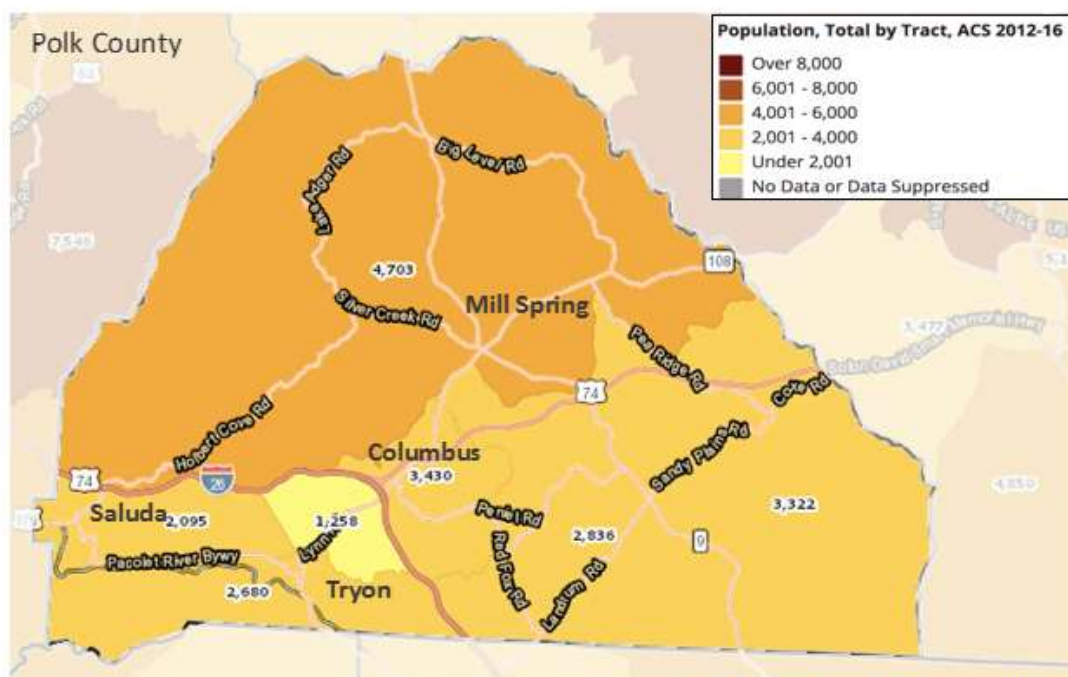 Polk County
Population, Total by Tract, ACS 2012-16
Over 8,000
6,001 - 8,000
4,001 - 6,000
2,001 - 4,000
Under 2,001
No Data or Data Suppressed
Big Level Rd
Lake Adger Rd
7,540
4,703
108
Mill Spring
Silver Creek Rd
3,477
Pea Ridge Rd
74
Cove Rd
Holbert Cove Rd
Columbus
Sandy Plains Rd
74
26
3,430
4,850
Saluda
2,095
1,258
Peniel Rd
3,322
Lynn
2,836
9
Pacolet River Bywy
Red Fox Rd
Landrum Rd
2,680
Tryon